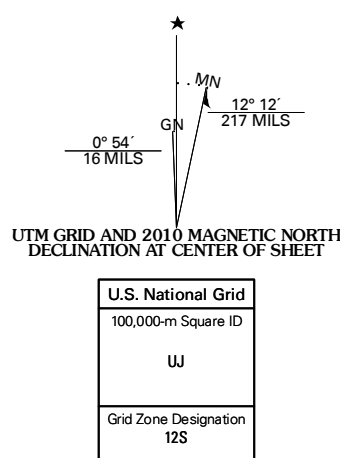 ★
MN
GN
12° 12´
217 MILS
0° 54´
16 MILS
UTM GRID AND 2010 MAGNETIC NORTH
DECLINATION AT CENTER OF SHEET
U.S. National Grid
100,000-m Square ID
UJ
Grid Zone Designation
12S